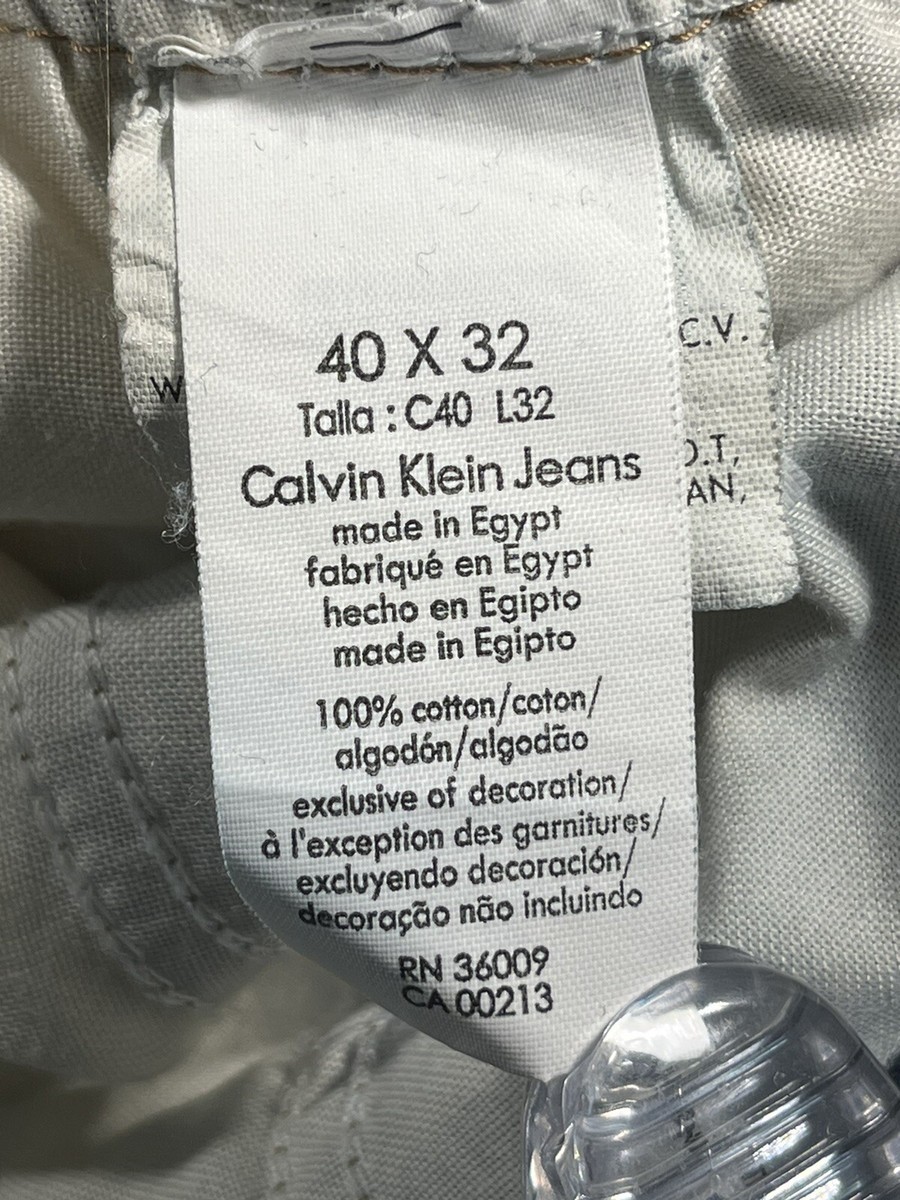 40 X 32
Talla : C40 L32
Calvin Klein Jeans
made in Egypt
fabriqué en Egypt
hecho en Egipto
made in Egipto
100% cotton/coton/
algodón/algodão
exclusive of decoration/
à l'exception des garnitures/
excluyendo decoración/
decoração não incluindo
RN 36009
CA 00213
C.V.